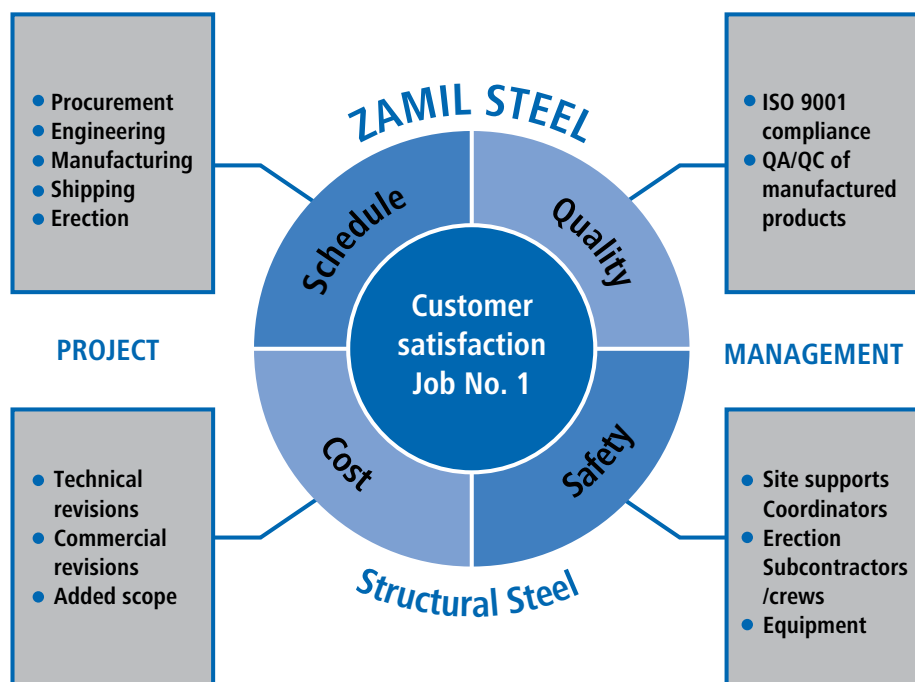 ZAMIL STEEL
Procurement
Engineering
Manufacturing
Shipping
Erection
ISO 9001
compliance
QA/QC of
manufactured
products
Schedule
Quality
Customer
satisfaction
Job No. 1
PROJECT
MANAGEMENT
Cost
Safety
Technical
revisions
Commercial
revisions
Added scope
Site supports
Coordinators
Erection
Subcontractors
/crews
Equipment
Structural Steel